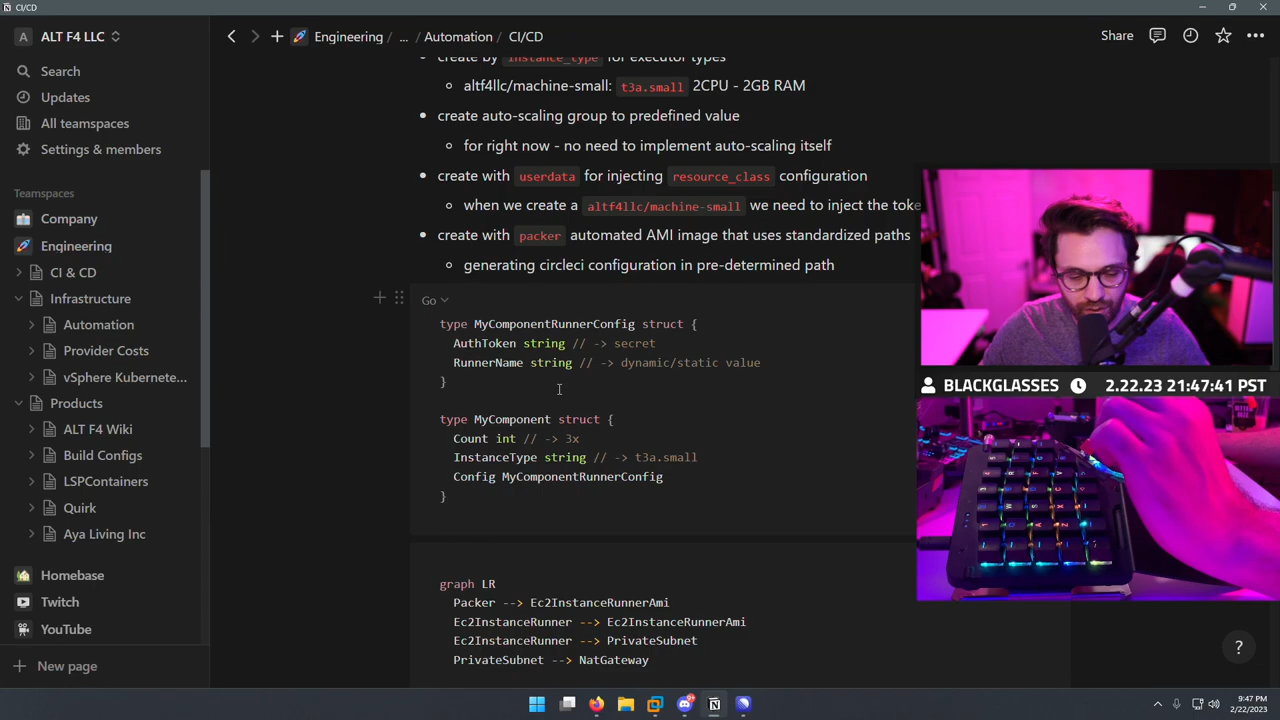 CI/CD
A ALT F4 LLC
Search
Updates
All teamspaces
Settings & members
Teamspaces
Company
Engineering
CI & CD
Infrastructure
Automation
Provider Costs
vSphere Kubernete...
Products
ALT F4 Wiki
Build Configs
LSPContainers
Quirk
Aya Living Inc
Homebase
Twitch
YouTube
New page
Engineering / ... / Automation / CI/CD
Share
create by instance_type for executor types
altf4llc/machine-small: t3a.small 2CPU - 2GB RAM
create auto-scaling group to predefined value
for right now - no need to implement auto-scaling itself
create with userdata for injecting resource_class configuration
when we create a altf4llc/machine-small we need to inject the toke
create with packer automated AMI image that uses standardized paths
generating circleci configuration in pre-determined path
Go
type MyComponentRunnerConfig struct {
AuthToken string // -> secret
RunnerName string // -> dynamic/static value
}
type MyComponent struct {
Count int // -> 3x
InstanceType string // -> t3a.small
Config MyComponentRunnerConfig
}
graph LR
Packer --> Ec2InstanceRunnerAmi
Ec2InstanceRunner --> Ec2InstanceRunnerAmi
Ec2InstanceRunner --> PrivateSubnet
PrivateSubnet --> NatGateway
BLACKGLASSES 2.22.23 21:47:41 PST
?
9:47 PM
2/22/2023